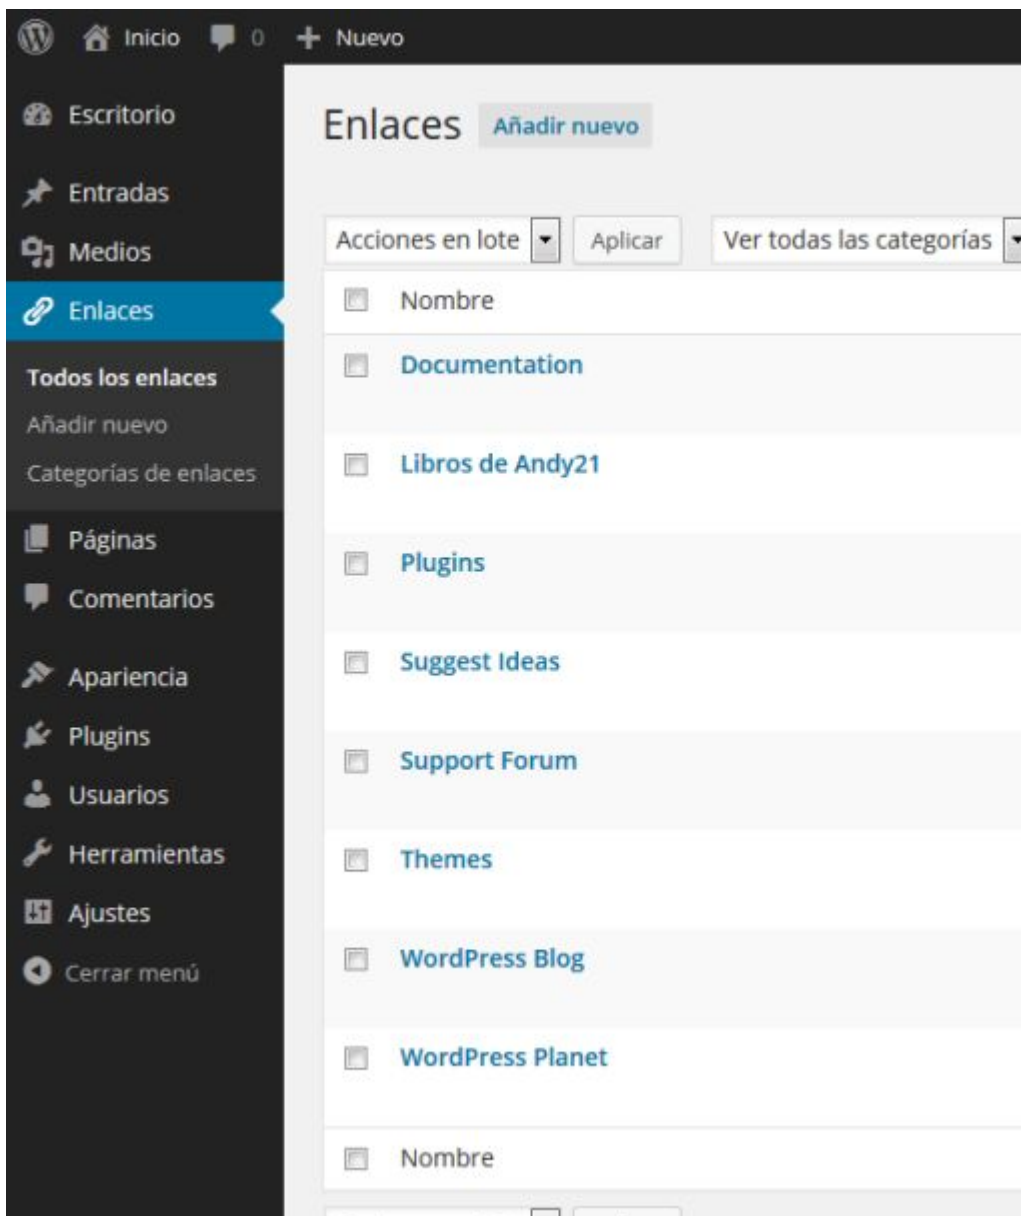 Inicio 0 Nuevo
Escritorio
Entradas
Medios
Enlaces
Todos los enlaces
Añadir nuevo
Categorías de enlaces
Páginas
Comentarios
Apariencia
Plugins
Usuarios
Herramientas
Ajustes
Cerrar menú
Enlaces Añadir nuevo
Acciones en lote Aplicar Ver todas las categorías
Nombre
Documentation
Libros de Andy21
Plugins
Suggest Ideas
Support Forum
Themes
WordPress Blog
WordPress Planet
Nombre